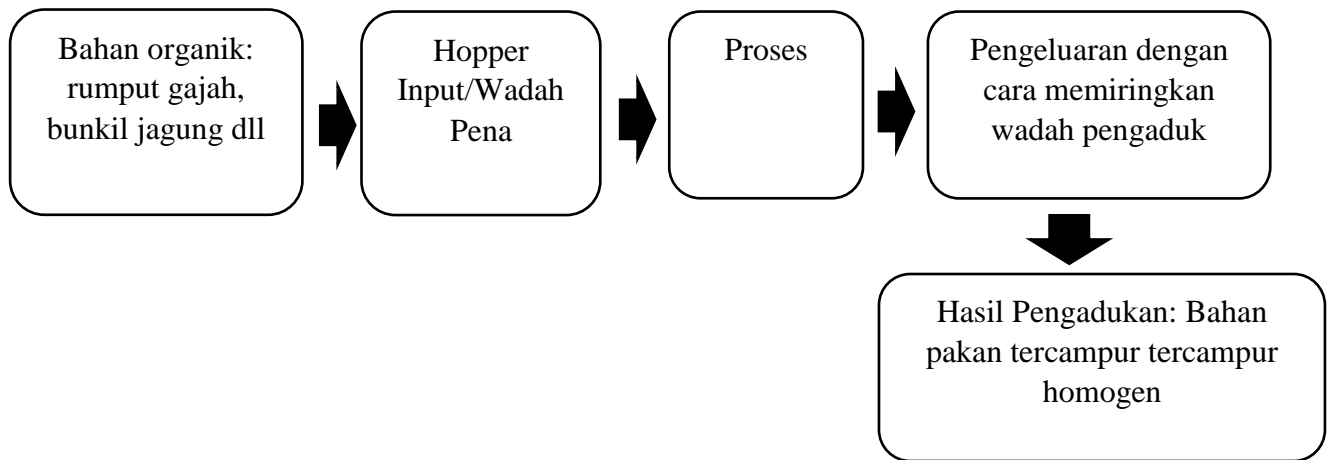 Bahan organik:
rumput gajah,
bunkil jagung dll
Hopper
Input/Wadah
Pena
Proses
Pengeluaran dengan
cara memiringkan
wadah pengaduk
Hasil Pengadukan: Bahan
pakan tercampur tercampur
homogen